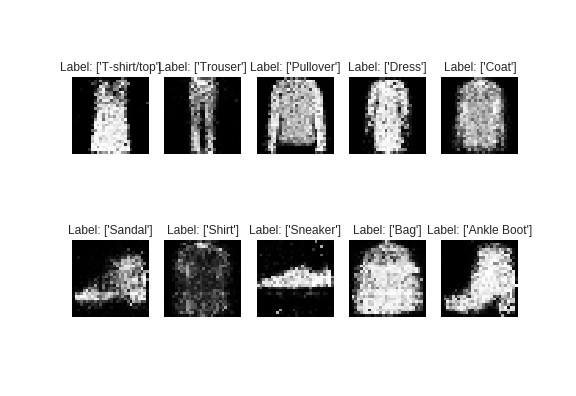 Label: ['T-shirt/top'] Label: ['Trouser'] Label: ['Pullover'] Label: ['Dress'] Label: ['Coat']
Label: ['Sandal'] Label: ['Shirt'] Label: ['Sneaker'] Label: ['Bag'] Label: ['Ankle Boot']